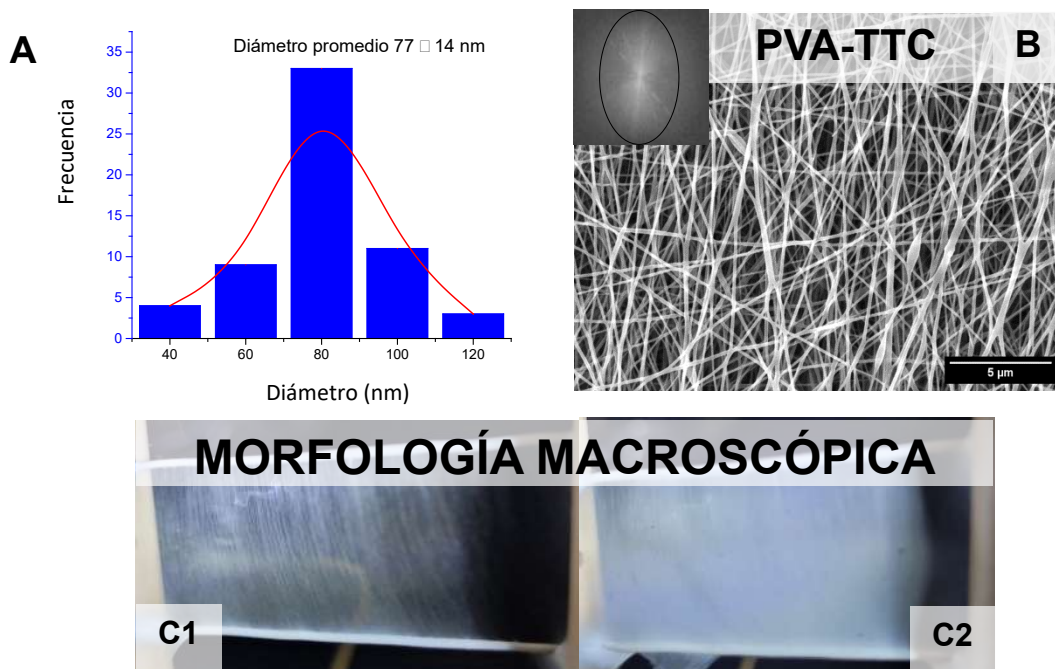 A
Diámetro promedio 77 □ 14 nm
Frecuencia
35
30
25
20
15
10
5
0
40 60 80 100 120
Diámetro (nm)
PVA-TTC
B
5 µm
MORFOLOGÍA MACROSCÓPICA
C1
C2